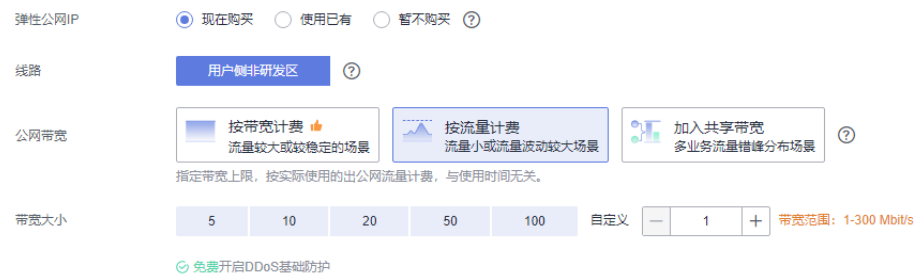 弹性公网IP 现在购买 使用已有 暂不购买 ?
线路 用户侧非研发区 ?
公网带宽 按带宽计费 按流量计费 加入共享带宽 ?
流量较大或较稳定的场景 流量小或流量波动较大场景 多业务流量错峰分布场景
指定带宽上限，按实际使用的出公网流量计费，与使用时间无关。
带宽大小 5 10 20 50 100 自定义 — 1 + 带宽范围：1-300 Mbit/s
免费开启DDoS基础防护